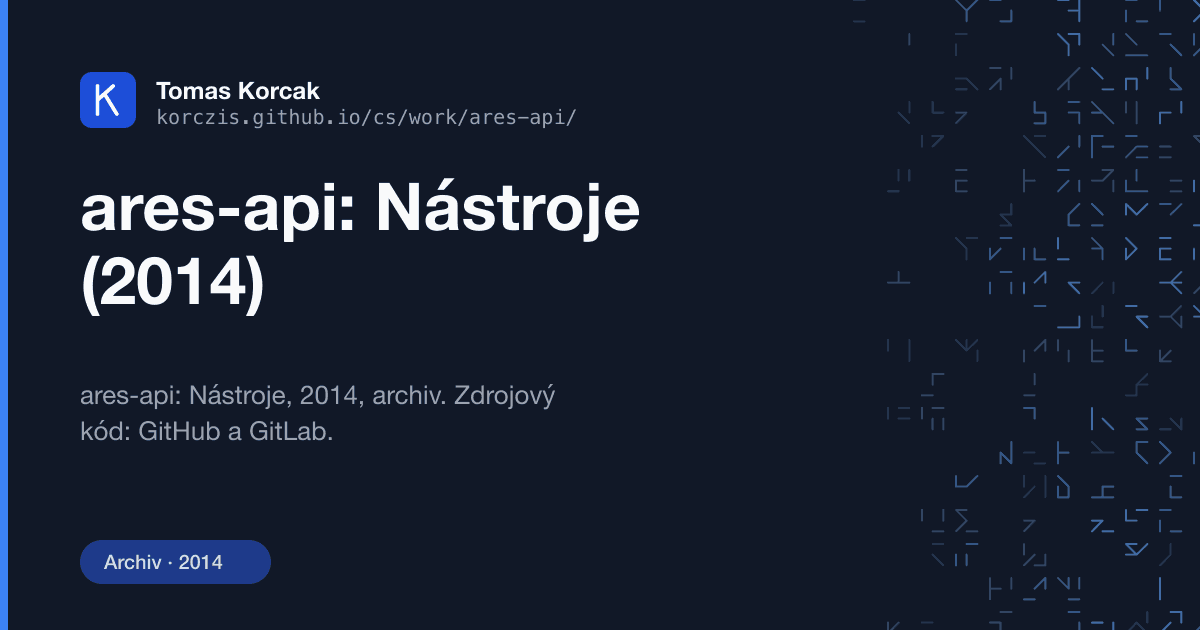 K
Tomas Korcak
korczis.github.io/cs/work/ares-api/
ares-api: Nástroje
(2014)
ares-api: Nástroje, 2014, archiv. Zdrojový
kód: GitHub a GitLab.
Archiv · 2014